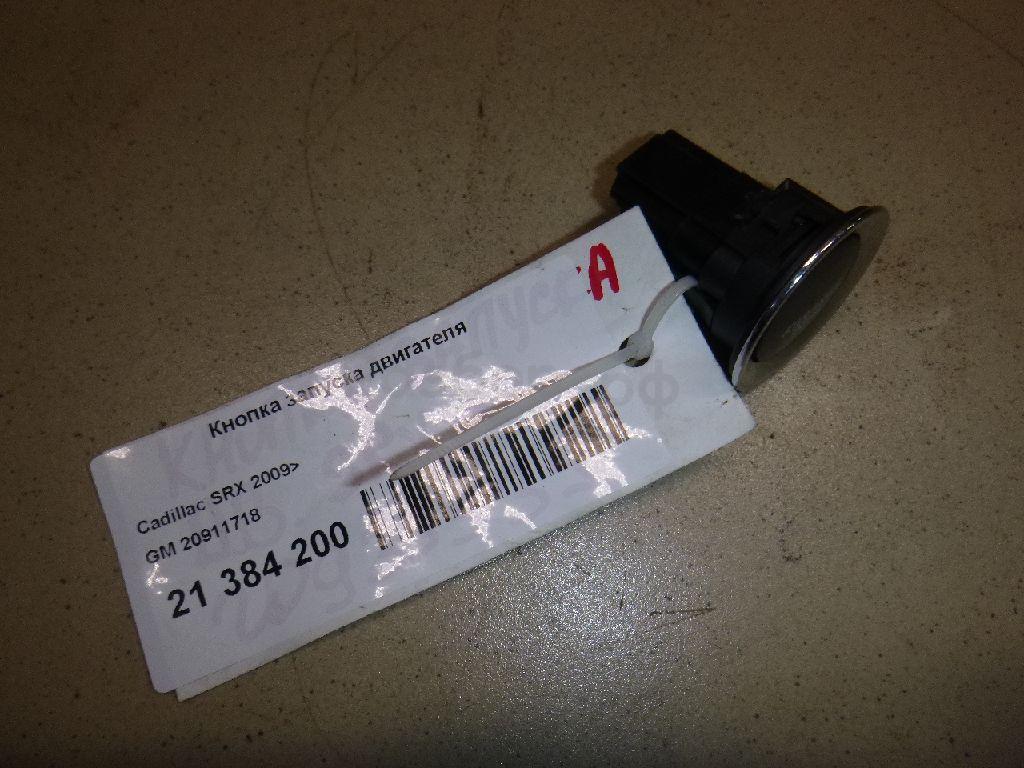 A
Кнопка запуска двигателя
Cadillac SRX 2009>
GM 20911718
21 384 200